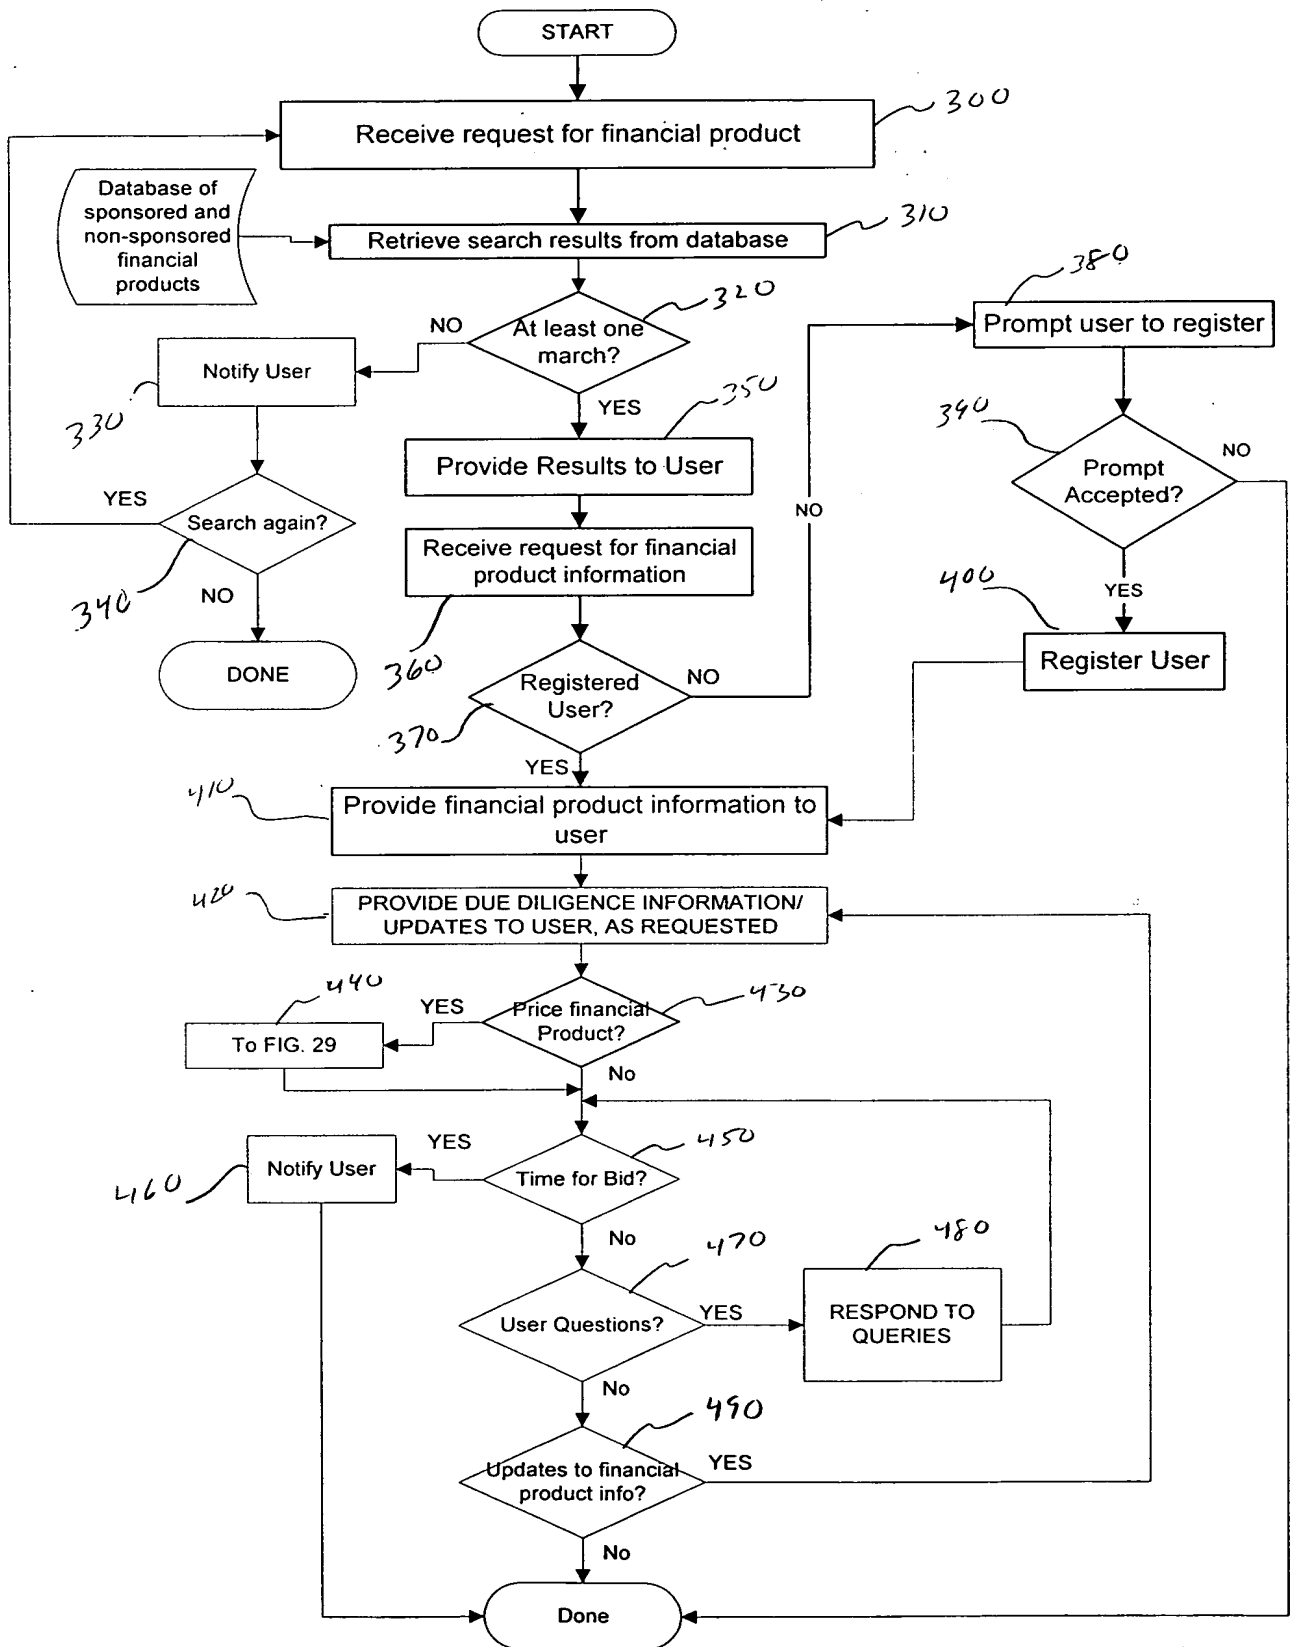 START
300
Receive request for financial product
Database of
sponsored and
non-sponsored
financial
products
310
Retrieve search results from database
380
320
NO
At least one
march?
Prompt user to register
Notify User
330
YES
350
390
NO
Provide Results to User
Prompt
Accepted?
YES
Search again?
NO
Receive request for financial
product information
340
NO
400
YES
DONE
360
Registered
User?
NO
Register User
370
YES
410
Provide financial product information to
user
420
PROVIDE DUE DILIGENCE INFORMATION/
UPDATES TO USER, AS REQUESTED
440
YES
Price financial
Product?
430
To FIG. 29
No
YES
450
Notify User
Time for Bid?
460
No
470
480
User Questions?
YES
RESPOND TO
QUERIES
No
490
Updates to financial
product info?
YES
No
Done